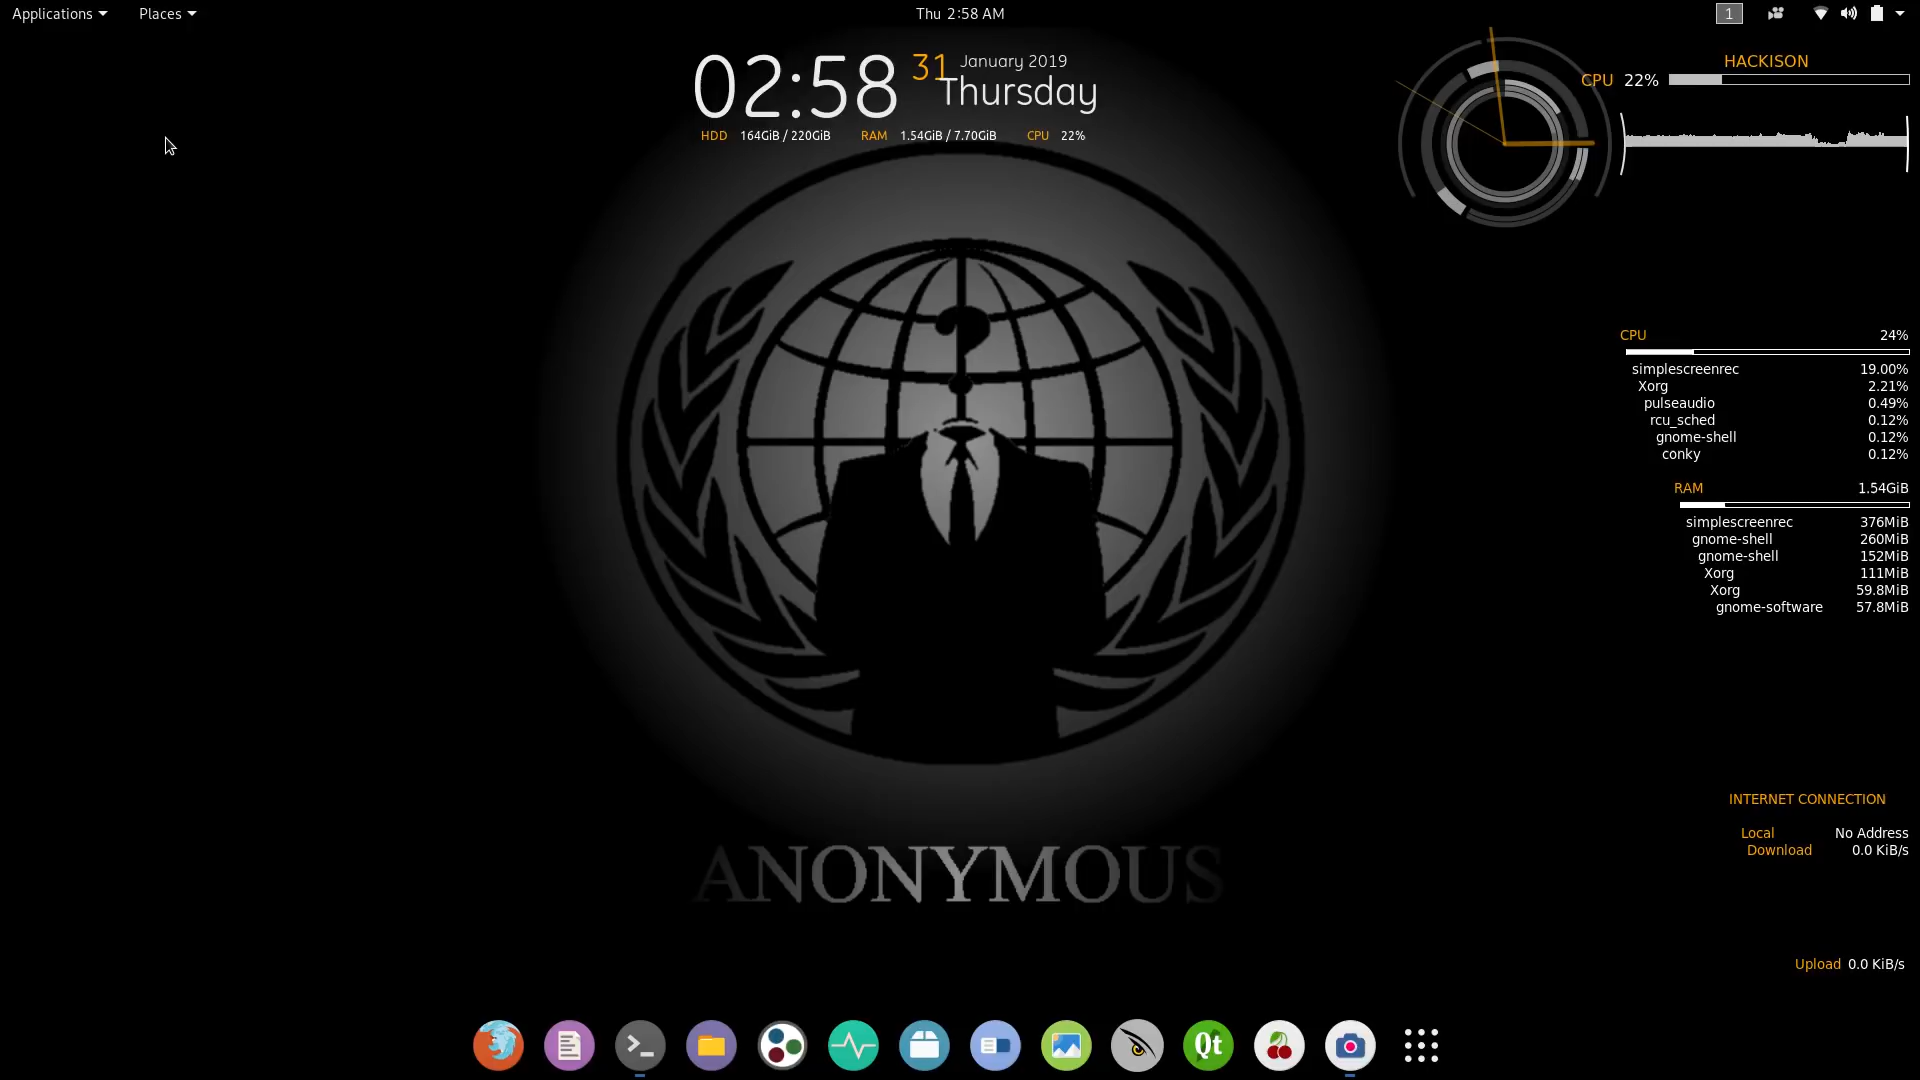 Applications
Places
Thu 2:58 AM
1
02:58
31
January 2019
Thursday
HDD 164GiB / 220GiB RAM 1.54GiB / 7.70GiB CPU 22%
HACKISON
CPU 22%
CPU 24%
simplescreenrec 19.00%
Xorg 2.21%
pulseaudio 0.49%
rcu_sched 0.12%
gnome-shell 0.12%
conky 0.12%
RAM 1.54GiB
simplescreenrec 376MiB
gnome-shell 260MiB
gnome-shell 152MiB
Xorg 111MiB
Xorg 59.8MiB
gnome-software 57.8MiB
INTERNET CONNECTION
Local No Address
Download 0.0 KiB/s
ANONYMOUS
Upload 0.0 KiB/s
Qt